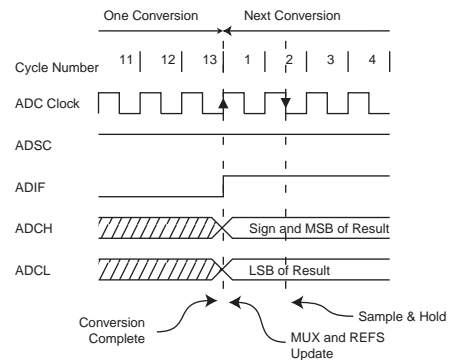 One Conversion Next Conversion
Cycle Number 11 12 13 1 2 3 4
ADC Clock
ADSC
ADIF
ADCH Sign and MSB of Result
ADCL LSB of Result
Conversion
Complete
MUX and REFS
Update
Sample & Hold